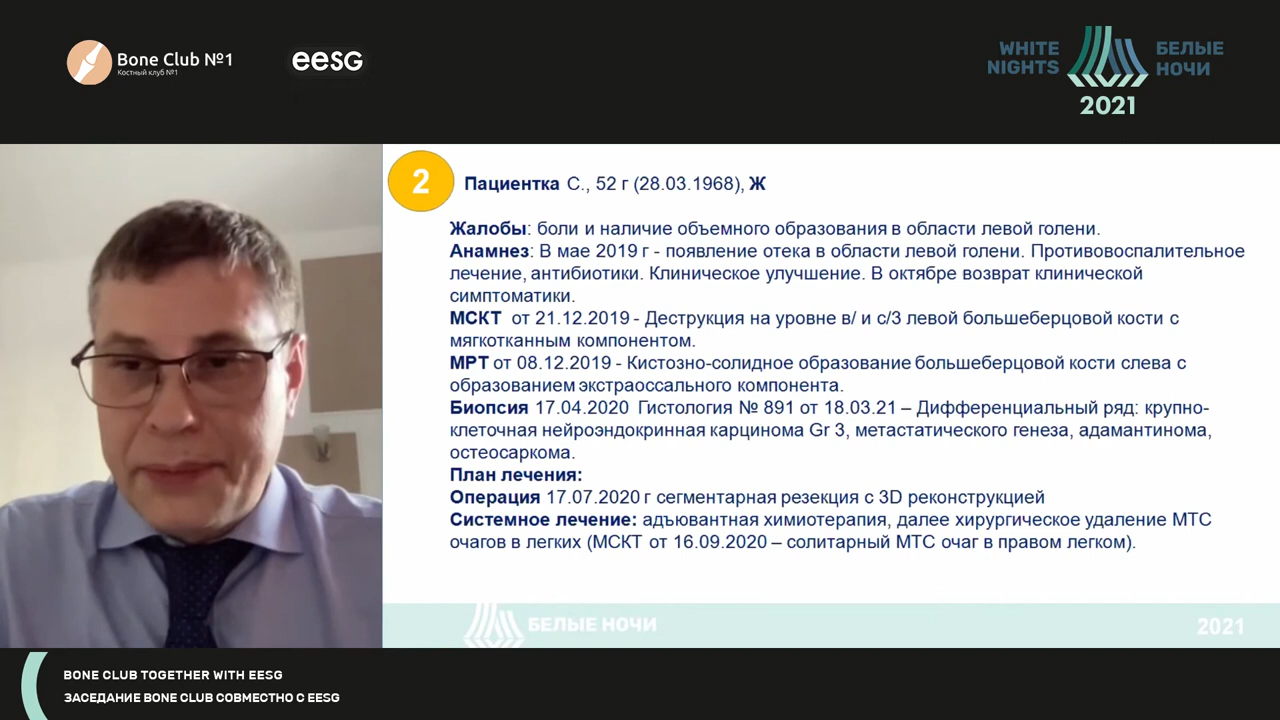 Bone Club №1
Костный клуб №1
eesg
WHITE
NIGHTS
БЕЛЫЕ
НОЧИ
2021
2
Пациентка С., 52 г (28.03.1968), Ж
Жалобы: боли и наличие объемного образования в области левой голени.
Анамнез: В мае 2019 г - появление отека в области левой голени. Противовоспалительное
лечение, антибиотики. Клиническое улучшение. В октябре возврат клинической
симптоматики.
МСКТ от 21.12.2019 - Деструкция на уровне в/ и с/3 левой большеберцовой кости с
мягкотканным компонентом.
МРТ от 08.12.2019 - Кистозно-солидное образование большеберцовой кости слева с
образованием экстраоссального компонента.
Биопсия 17.04.2020 Гистология № 891 от 18.03.21 – Дифференциальный ряд: крупно-
клеточная нейроэндокринная карцинома Gr 3, метастатического генеза, адамантинома,
остеосаркома.
План лечения:
Операция 17.07.2020 г сегментарная резекция с 3D реконструкцией
Системное лечение: адъювантная химиотерапия, далее хирургическое удаление МТС
очагов в легких (МСКТ от 16.09.2020 – солитарный МТС очаг в правом легком).
БЕЛЫЕ НОЧИ
2021
BONE CLUB TOGETHER WITH EESG
ЗАСЕДАНИЕ BONE CLUB СОВМЕСТНО С EESG